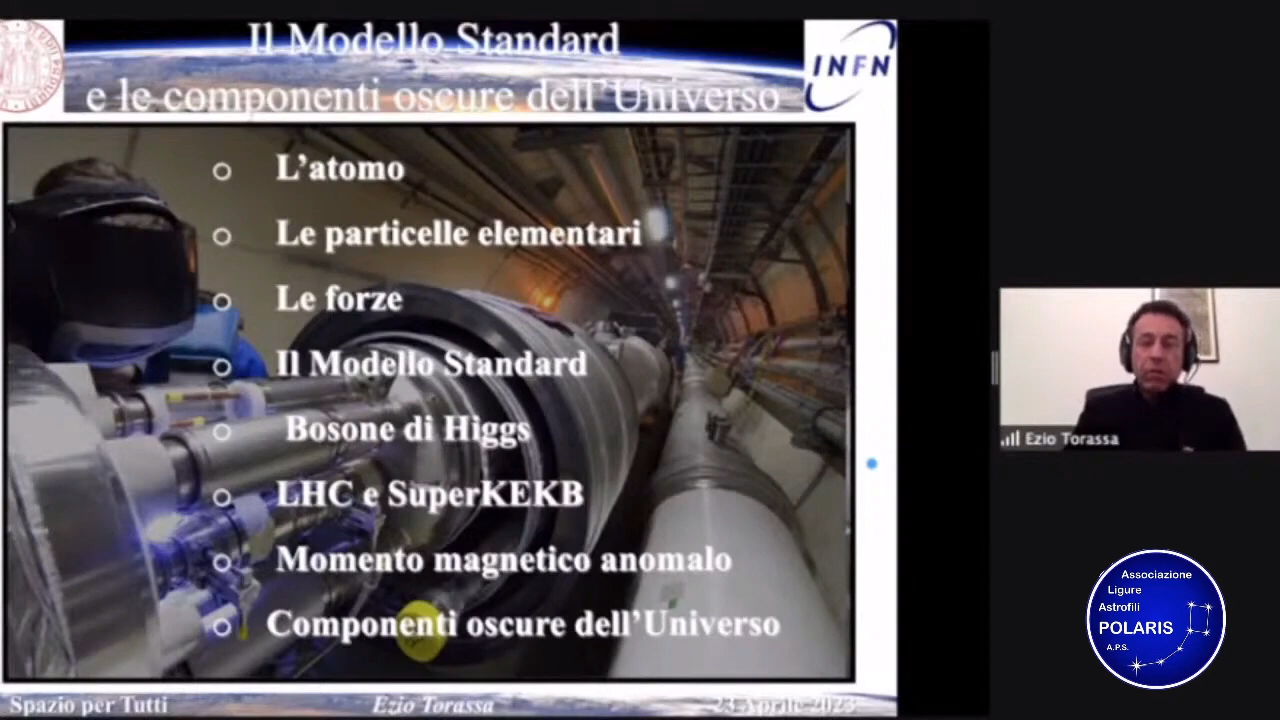 Il Modello Standard
e le componenti oscure dell'Universo
INFN
L'atomo
Le particelle elementari
Le forze
Il Modello Standard
Bosone di Higgs
LHC e SuperKEKB
Momento magnetico anomalo
Componenti oscure dell'Universo
Spazio per Tutti
Ezio Torassa
23 Aprile 2023
Ezio Torassa
Associazione
Ligure
Astrofili
POLARIS
A.P.S.